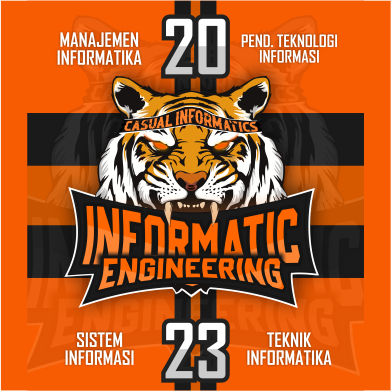 MANAJEMEN
INFORMATIKA
20
PEND. TEKNOLOGI
INFORMASI
CASUAL INFORMATICS
INFORMATIC
ENGINEERING
SISTEM
INFORMASI
23
TEKNIK
INFORMATIKA